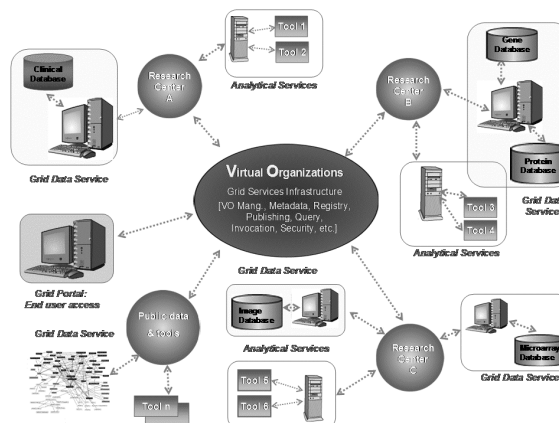 Clinical
Database
Grid Data Service
Research
Center
A
Tool 1
Tool 2
Analytical Services
Gene
Database
Research
Center
B
Protein
Database
Grid Data
Service
Tool 3
Tool 4
Analytical Services
Virtual Organizations
Grid Services Infrastructure
[VO Mang., Metadata, Registry,
Publishing, Query,
Invocation, Security, etc.]
Grid Portal:
End user access
Grid Data Service
Grid Data Service
Public data
& tools
Tool n
Image
Database
Analytical Services
Tool 5
Tool 6
Research
Center
C
Microarray
Database
Grid Data Service